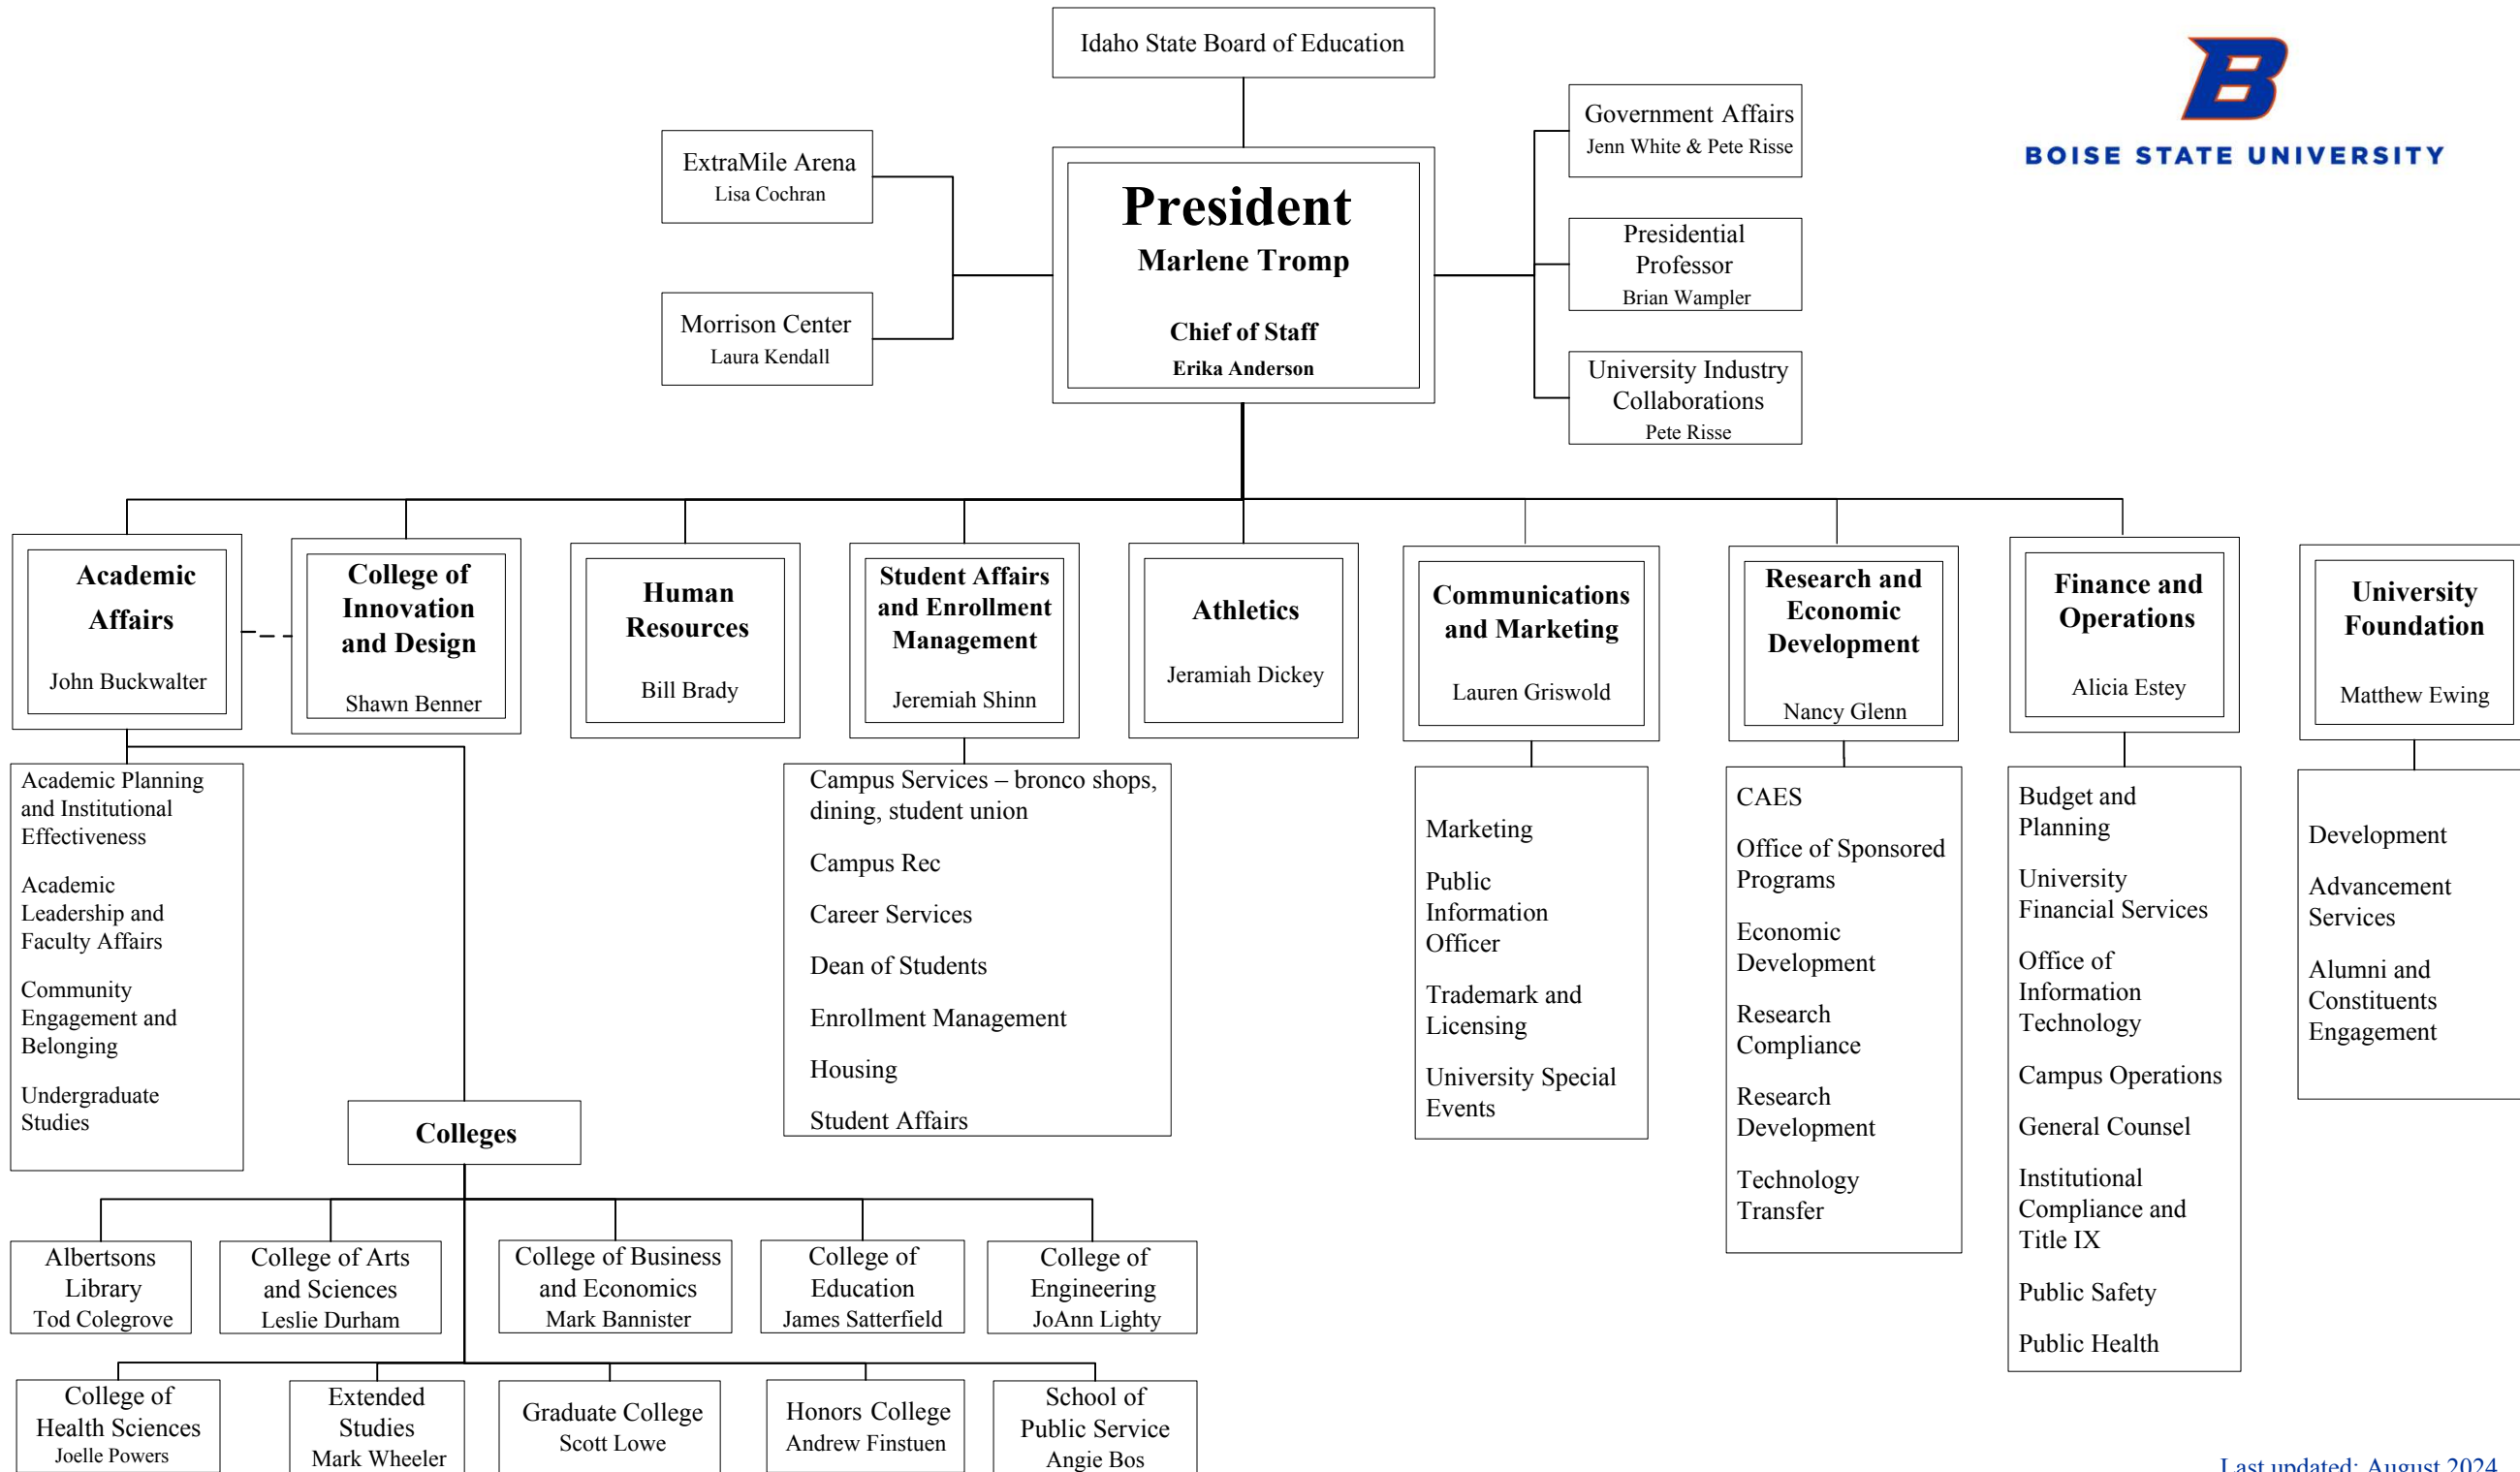 Idaho State Board of Education
B
BOISE STATE UNIVERSITY
ExtraMile Arena
Lisa Cochran
Morrison Center
Laura Kendall
President
Marlene Tromp
Chief of Staff
Erika Anderson
Government Affairs
Jenn White & Pete Risse
Presidential
Professor
Brian Wampler
University Industry
Collaborations
Pete Risse
Academic
Affairs
John Buckwalter
College of
Innovation
and Design
Shawn Benner
Human
Resources
Bill Brady
Student Affairs
and Enrollment
Management
Jeremiah Shinn
Athletics
Jeramiah Dickey
Communications
and Marketing
Lauren Griswold
Research and
Economic
Development
Nancy Glenn
Finance and
Operations
Alicia Estey
University
Foundation
Matthew Ewing
Academic Planning
and Institutional
Effectiveness
Academic
Leadership and
Faculty Affairs
Community
Engagement and
Belonging
Undergraduate
Studies
Campus Services – bronco shops,
dining, student union
Campus Rec
Career Services
Dean of Students
Enrollment Management
Housing
Student Affairs
Marketing
Public
Information
Officer
Trademark and
Licensing
University Special
Events
CAES
Office of Sponsored
Programs
Economic
Development
Research
Compliance
Research
Development
Technology
Transfer
Budget and
Planning
University
Financial Services
Office of
Information
Technology
Campus Operations
General Counsel
Institutional
Compliance and
Title IX
Public Safety
Public Health
Development
Advancement
Services
Alumni and
Constituents
Engagement
Colleges
Albertsons
Library
Tod Colegrove
College of Arts
and Sciences
Leslie Durham
College of Business
and Economics
Mark Bannister
College of
Education
James Satterfield
College of
Engineering
JoAnn Lighty
College of
Health Sciences
Joelle Powers
Extended
Studies
Mark Wheeler
Graduate College
Scott Lowe
Honors College
Andrew Finstuen
School of
Public Service
Angie Bos
Last updated: August 2024